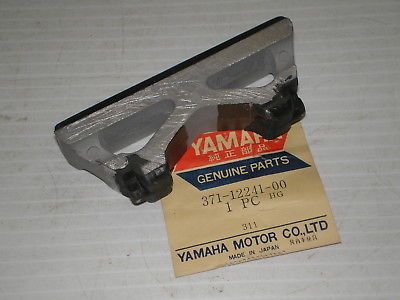 YAMAHA
純正部品
GENUINE PARTS
371-12241-00
1 PC HG
311
YAMAHA MOTOR CO.,LTD
MADE IN JAPAN